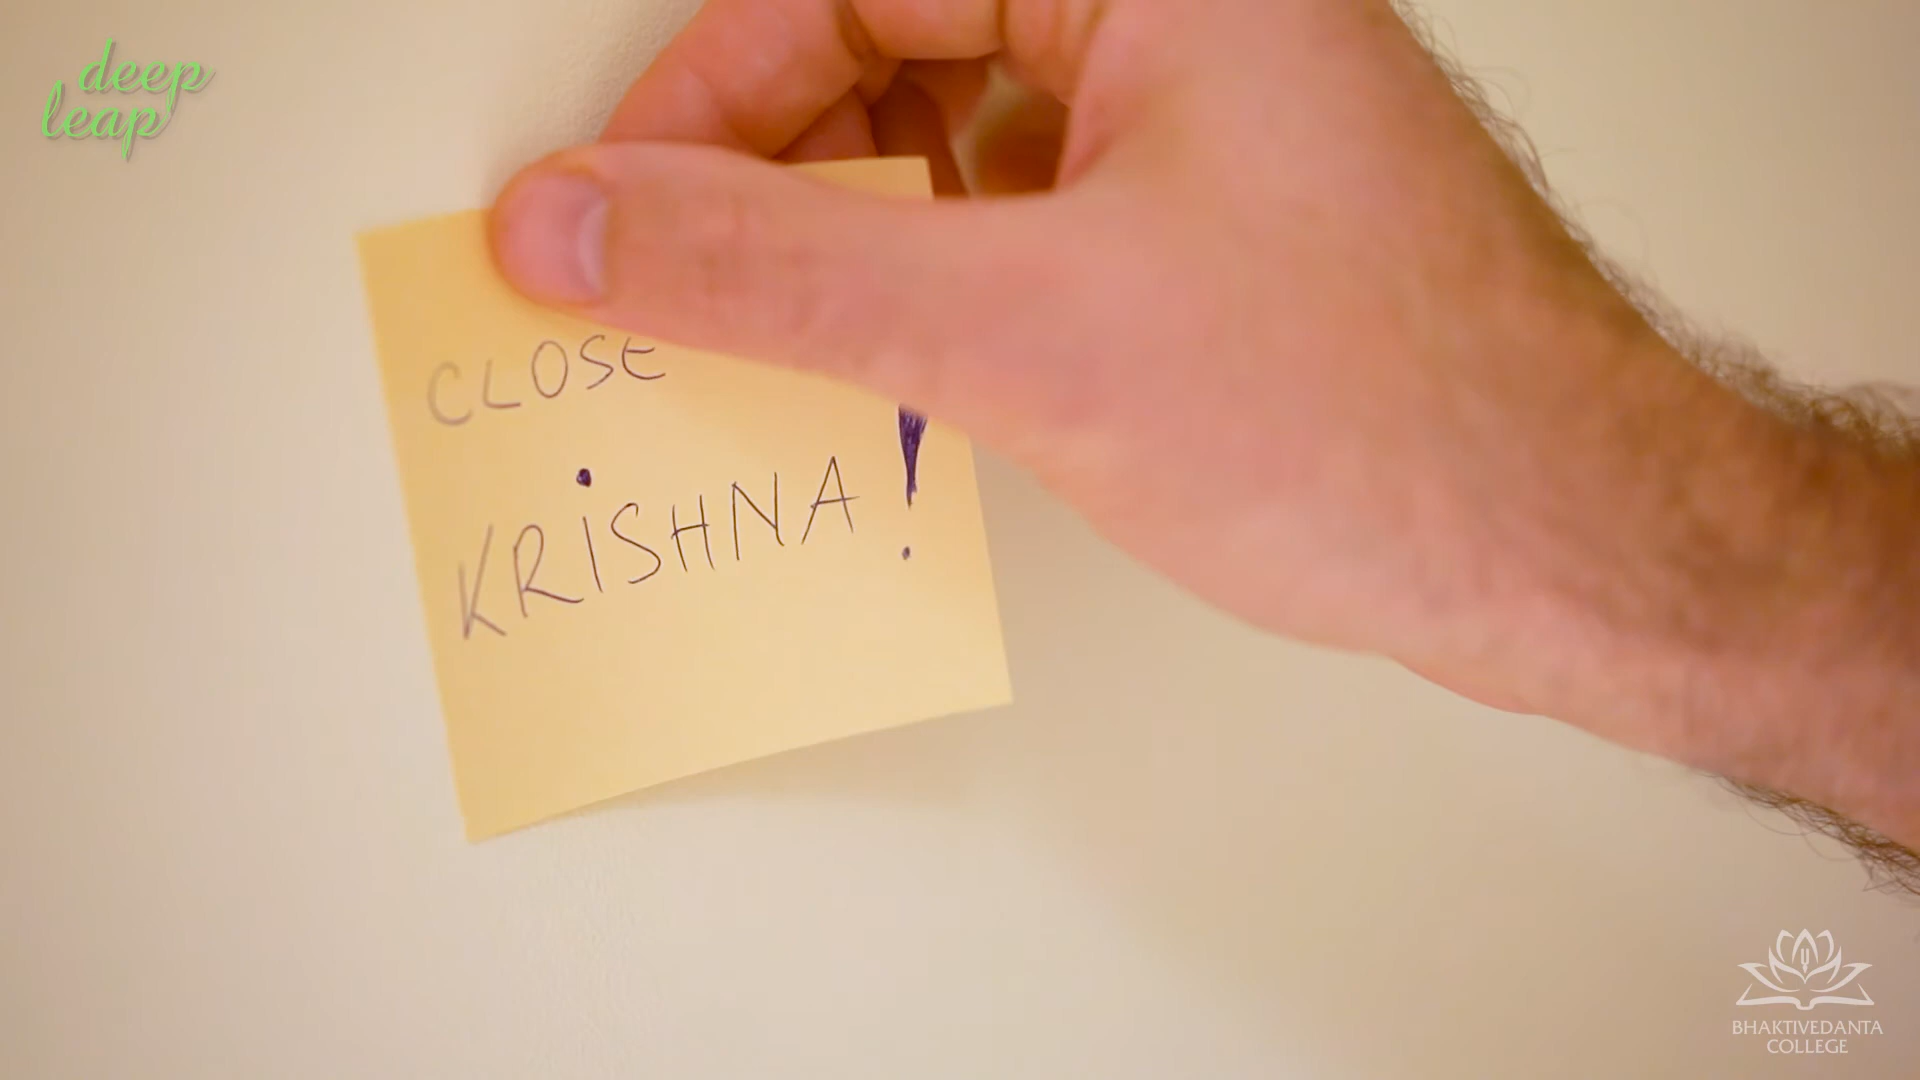 deep
leap
CLOSE
KRiSHNA!
BHAKTIVEDANTA
COLLEGE